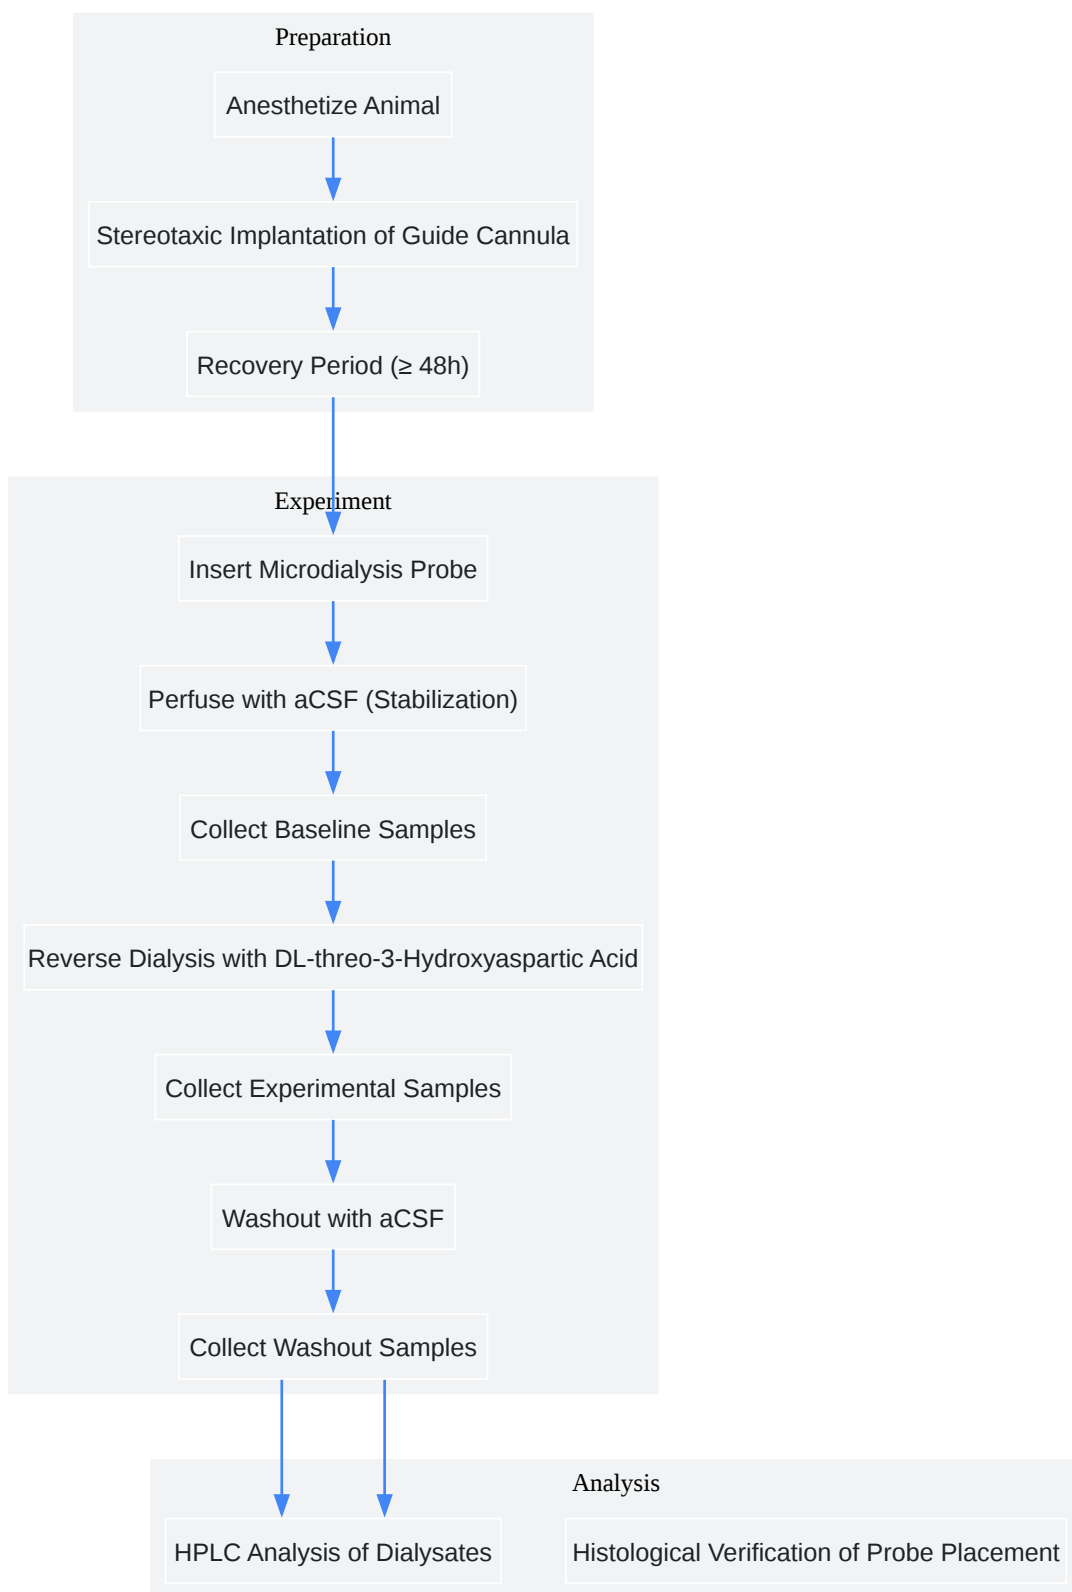 Preparation
Anesthetize Animal
Stereotaxic Implantation of Guide Cannula
Recovery Period (≥ 48h)
Experiment
Insert Microdialysis Probe
Perfuse with aCSF (Stabilization)
Collect Baseline Samples
Reverse Dialysis with DL-threo-3-Hydroxyaspartic Acid
Collect Experimental Samples
Washout with aCSF
Collect Washout Samples
Analysis
HPLC Analysis of Dialysates
Histological Verification of Probe Placement